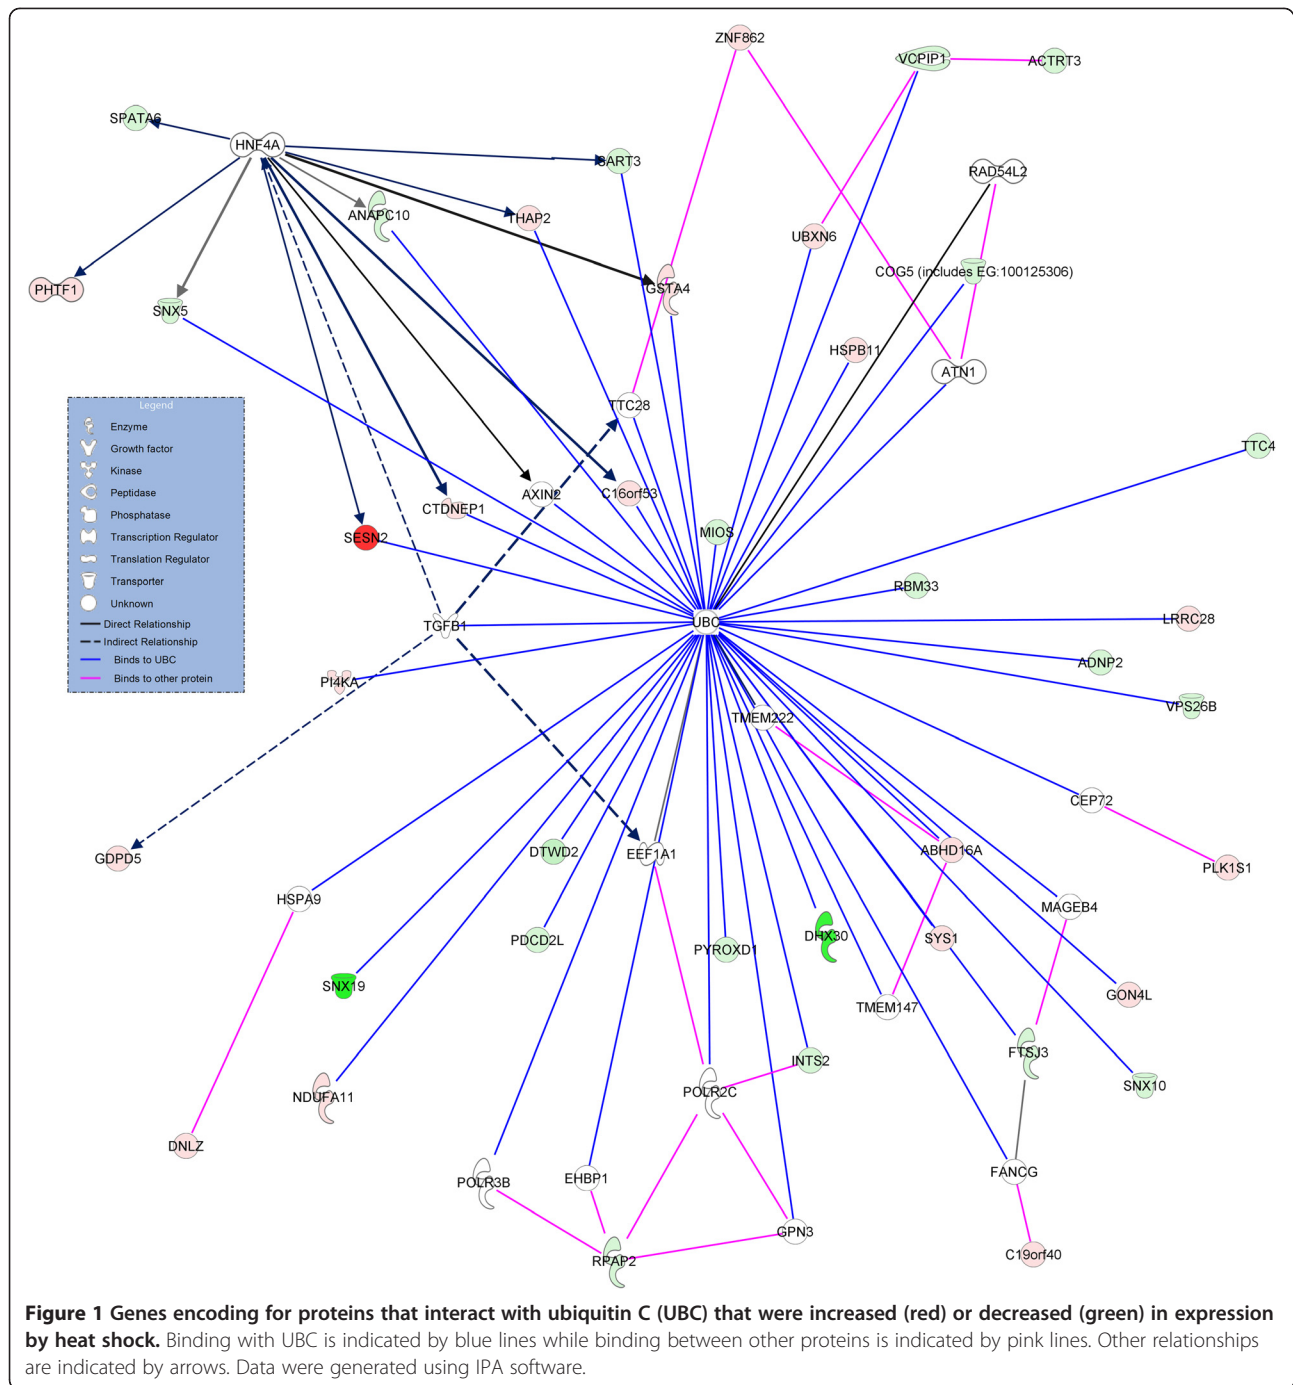 ZNF862
VCPIP1
ACTRT3
SPATA6
HNF4A
SART3
RAD54L2
ANAPC10
THAP2
UBXN6
COG5 (includes EG:100125306)
PHTF1
SNX5
GSTA4
HSPB11
ATN1
TTC28
TTC4
Legend
Enzyme
Growth factor
Kinase
Peptidase
Phosphatase
Transcription Regulator
Translation Regulator
Transporter
Unknown
Direct Relationship
Indirect Relationship
Binds to UBC
Binds to other protein
AXIN2
C16orf53
CTDNEP1
SESN2
MIOS
RBM33
TGFB1
UBC
LRRC28
ADNP2
PI4KA
VPS26B
TMEM222
CEP72
GDPD5
DTWD2
EEF1A1
ABHD16A
PLK1S1
HSPA9
MAGEB4
PDCD2L
PYROXD1
DHX30
SYS1
SNX19
TMEM147
GON4L
FTSJ3
INTS2
SNX10
NDUFA11
POLR2C
DNLZ
POLR3B
EHBP1
FANCG
GPN3
RPAP2
C19orf40
Figure 1 Genes encoding for proteins that interact with ubiquitin C (UBC) that were increased (red) or decreased (green) in expression
by heat shock. Binding with UBC is indicated by blue lines while binding between other proteins is indicated by pink lines. Other relationships
are indicated by arrows. Data were generated using IPA software.